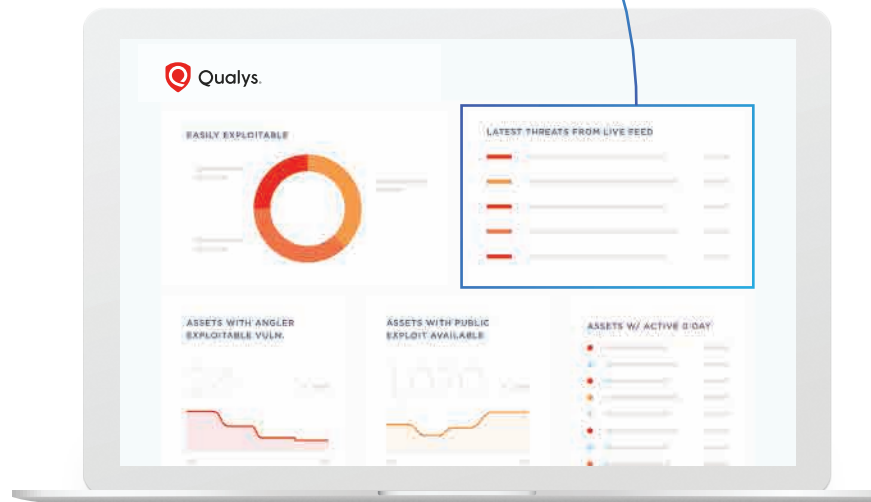 Qualys.
EASILY EXPLOITABLE
LATEST THREATS FROM LIVE FEED
ASSETS WITH ANGLER
EXPLOITABLE VULN.
ASSETS WITH PUBLIC
EXPLOIT AVAILABLE
ASSETS W/ ACTIVE 0-DAY